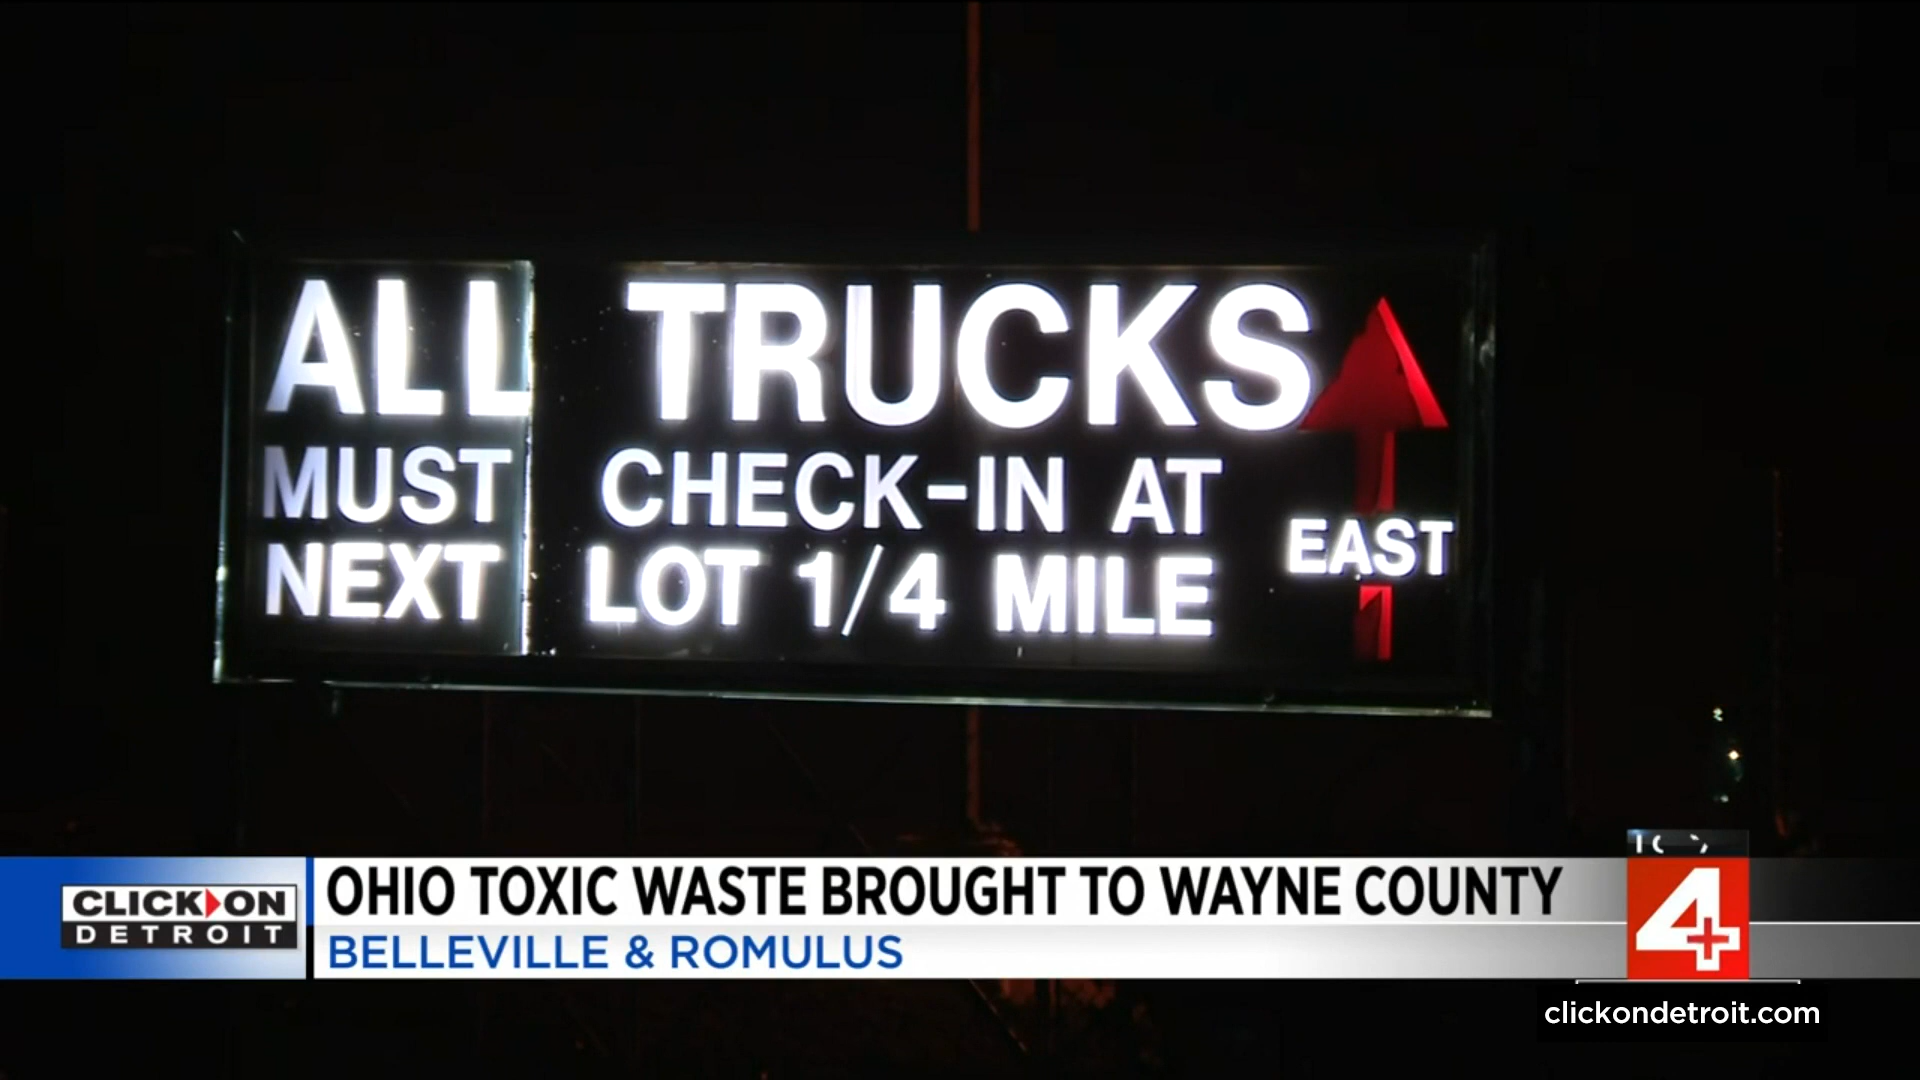 ALL TRUCKS
MUST CHECK-IN AT
NEXT LOT 1/4 MILE
EAST
CLICK ON
DETROIT
OHIO TOXIC WASTE BROUGHT TO WAYNE COUNTY
BELLEVILLE & ROMULUS
4+
clickondetroit.com